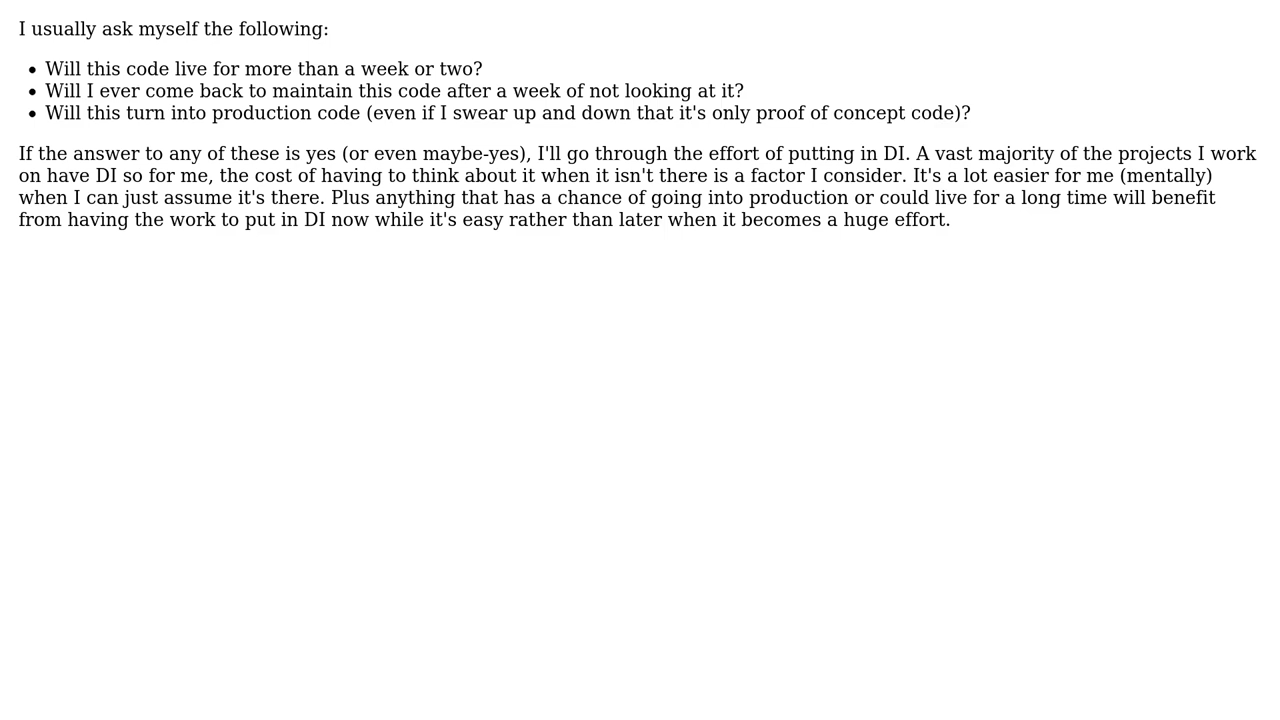 I usually ask myself the following:
• Will this code live for more than a week or two?
• Will I ever come back to maintain this code after a week of not looking at it?
• Will this turn into production code (even if I swear up and down that it's only proof of concept code)?
If the answer to any of these is yes (or even maybe-yes), I'll go through the effort of putting in DI. A vast majority of the projects I work
on have DI so for me, the cost of having to think about it when it isn't there is a factor I consider. It's a lot easier for me (mentally)
when I can just assume it's there. Plus anything that has a chance of going into production or could live for a long time will benefit
from having the work to put in DI now while it's easy rather than later when it becomes a huge effort.